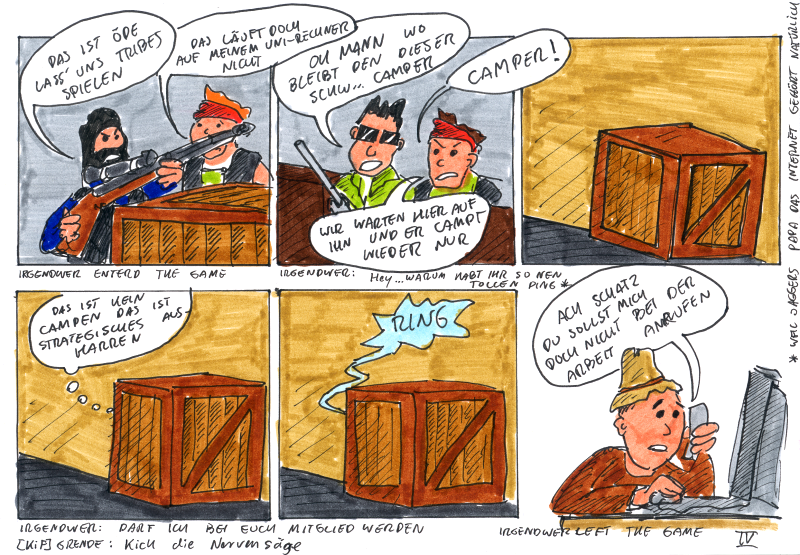 DAS IST ÖDE
LASS' UNS TRIBES
SPIELEN
DAS LÄUFT DOCH
AUF MEINEM UNI-RECHNER
NICHT
IRGENDWER ENTERD THE GAME
OH MANN WO
BLEIBT DEN DIESER
SCHW... CAMPER
CAMPER!
WIR WARTEN HIER AUF
IHN UND ER CAMPT
WIEDER NUR
IRGENDWER: HEY...WARUM HABT IHR SO NEN
TOLLEN PING *
DAS IST KEIN
CAMPEN DAS IST
STRATEGISCHES AUS-
HARREN
IRGENDWER: DARF ICH BEI EUCH MITGLIED WERDEN
[KIF] GRENDE: Kick die Nervensäge
RING
ACH SCHATZ
DU SOLLST MICH
DOCH NICHT BEI DER
ARBEIT ANRUFEN
IRGENDWER LEFT THE GAME
IV
* WEIL JAGGERS PAPA DAS INTERNET GEHÖRT NATÜRLICH